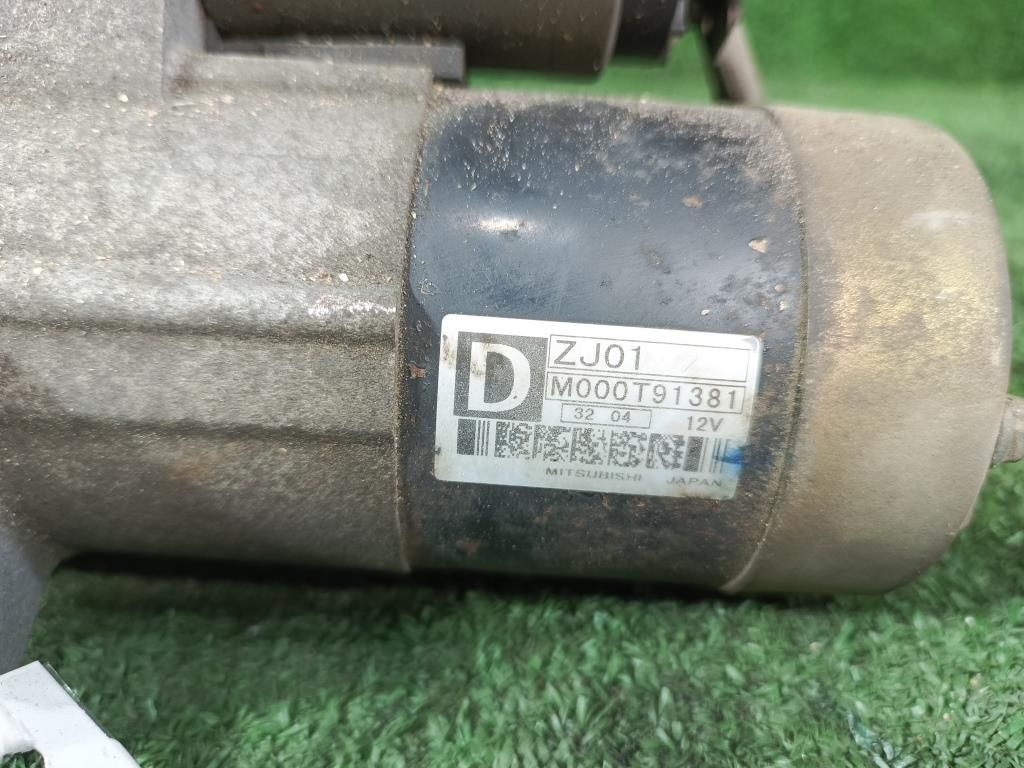 D
ZJ01
M000T91381
32 04 12V
MITSUBISHI JAPAN